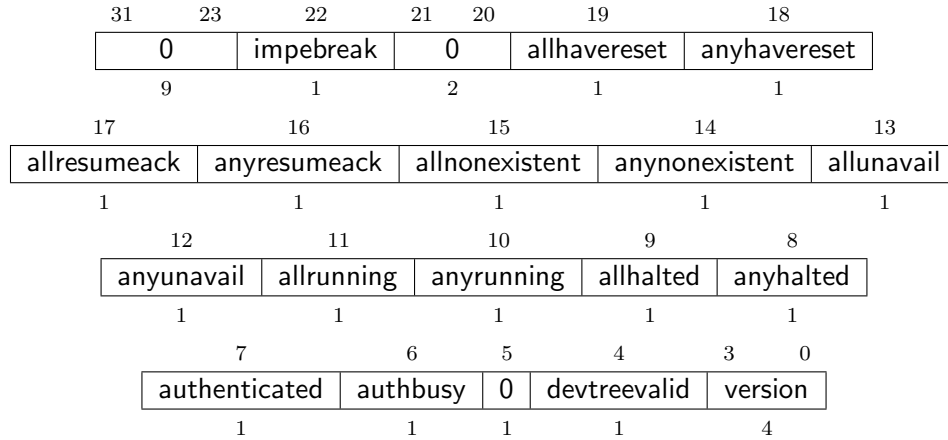 31 23 22 21 20 19 18
0 impebreak 0 allhavereset anyhavereset
9 1 2 1 1
17 16 15 14 13
allresumeack anyresumeack allnonexistent anynonexistent allunavail
1 1 1 1 1
12 11 10 9 8
anyunavail allrunning anyrunning allhalted anyhalted
1 1 1 1 1
7 6 5 4 3 0
authenticated authbusy 0 devtreevalid version
1 1 1 1 4